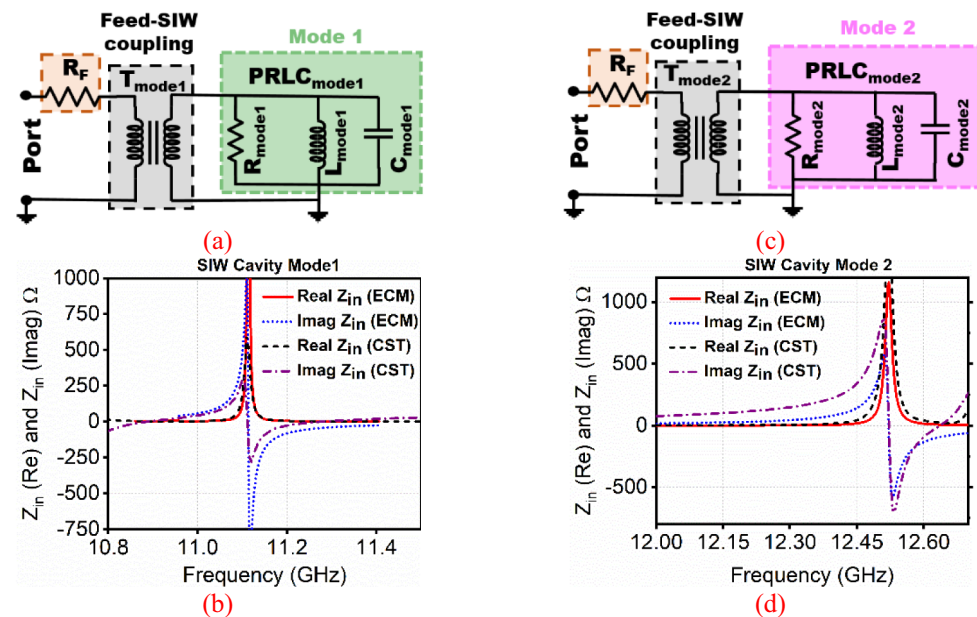 Feed-SIW
coupling
Mode 1
R_F
T_mode1
PRLC_mode1
Port
R_mode1
L_mode1
C_mode1
(a)
Feed-SIW
coupling
Mode 2
R_F
T_mode2
PRLC_mode2
Port
R_mode2
L_mode2
C_mode2
(c)
SIW Cavity Mode1
Z_in (Re) and Z_in (Imag) Ω
1000
750
500
250
0
-250
-500
-750
Real Z_in (ECM)
Imag Z_in (ECM)
Real Z_in (CST)
Imag Z_in (CST)
10.8
11.0
11.2
11.4
Frequency (GHz)
(b)
SIW Cavity Mode 2
Z_in (Re) and Z_in (Imag) Ω
1000
500
0
-500
Real Z_in (ECM)
Imag Z_in (ECM)
Real Z_in (CST)
Imag Z_in (CST)
12.00
12.15
12.30
12.45
12.60
Frequency (GHz)
(d)